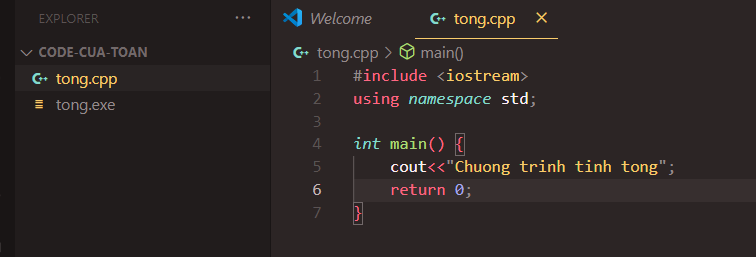 EXPLORER ...
CODE-CUA-TOAN
C++ tong.cpp
tong.exe
Welcome
C++ tong.cpp ×
C++ tong.cpp > main()
1 #include <iostream>
2 using namespace std;
3
4 int main() {
5 cout<<"Chuong trinh tinh tong";
6 return 0;
7 }